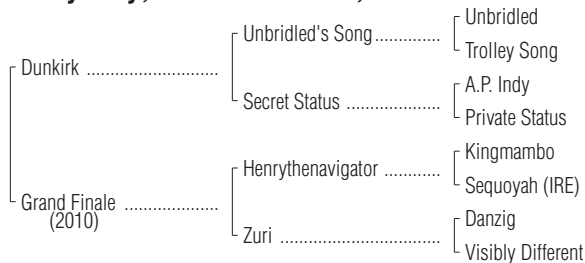 Unbridled
Unbridled's Song..............
Trolley Song
Dunkirk ............................
A.P. Indy
Secret Status ....................
Private Status
Kingmambo
Henrythenavigator ............
Sequoyah (IRE)
Grand Finale ....................
(2010)
Danzig
Zuri ..................................
Visibly Different